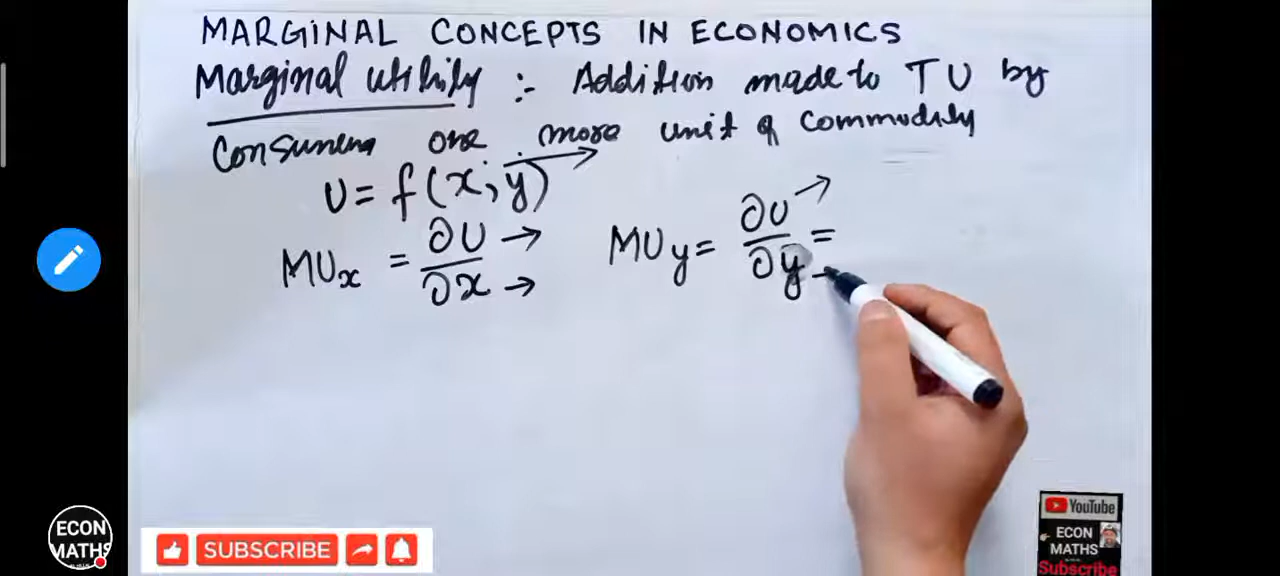 MARGINAL CONCEPTS IN ECONOMICS
Marginal Utility :- Addition made to TU by
Consuming one more unit of Commodity
U = f(x, y)
MUx = ∂U/∂x → → MUy = ∂U/∂y = → →
ECON
MATHS
SUBSCRIBE
YouTube
ECON
MATHS
Subscribe